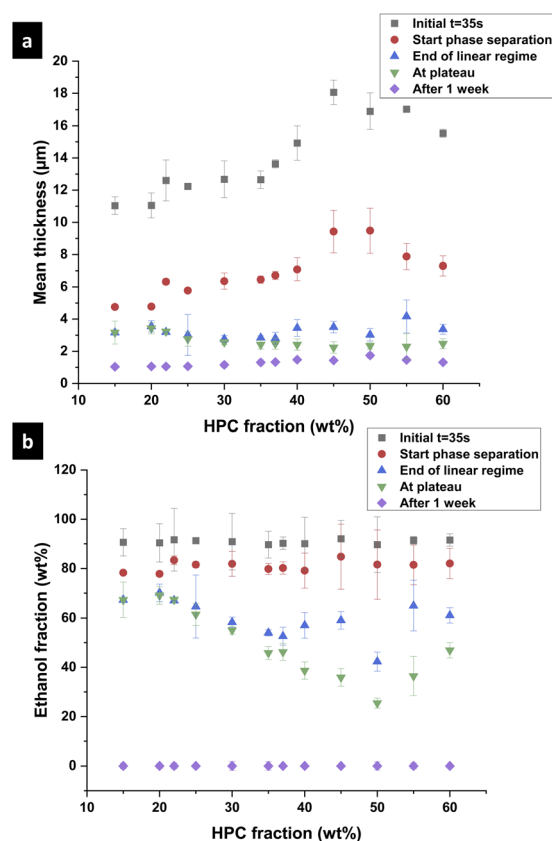 a
Initial t=35s
Start phase separation
End of linear regime
At plateau
After 1 week
20
18
16
14
12
10
8
6
4
2
0
Mean thickness (μm)
10 20 30 40 50 60
HPC fraction (wt%)
b
Initial t=35s
Start phase separation
End of linear regime
At plateau
After 1 week
120
100
80
60
40
20
0
Ethanol fraction (wt%)
10 20 30 40 50 60
HPC fraction (wt%)